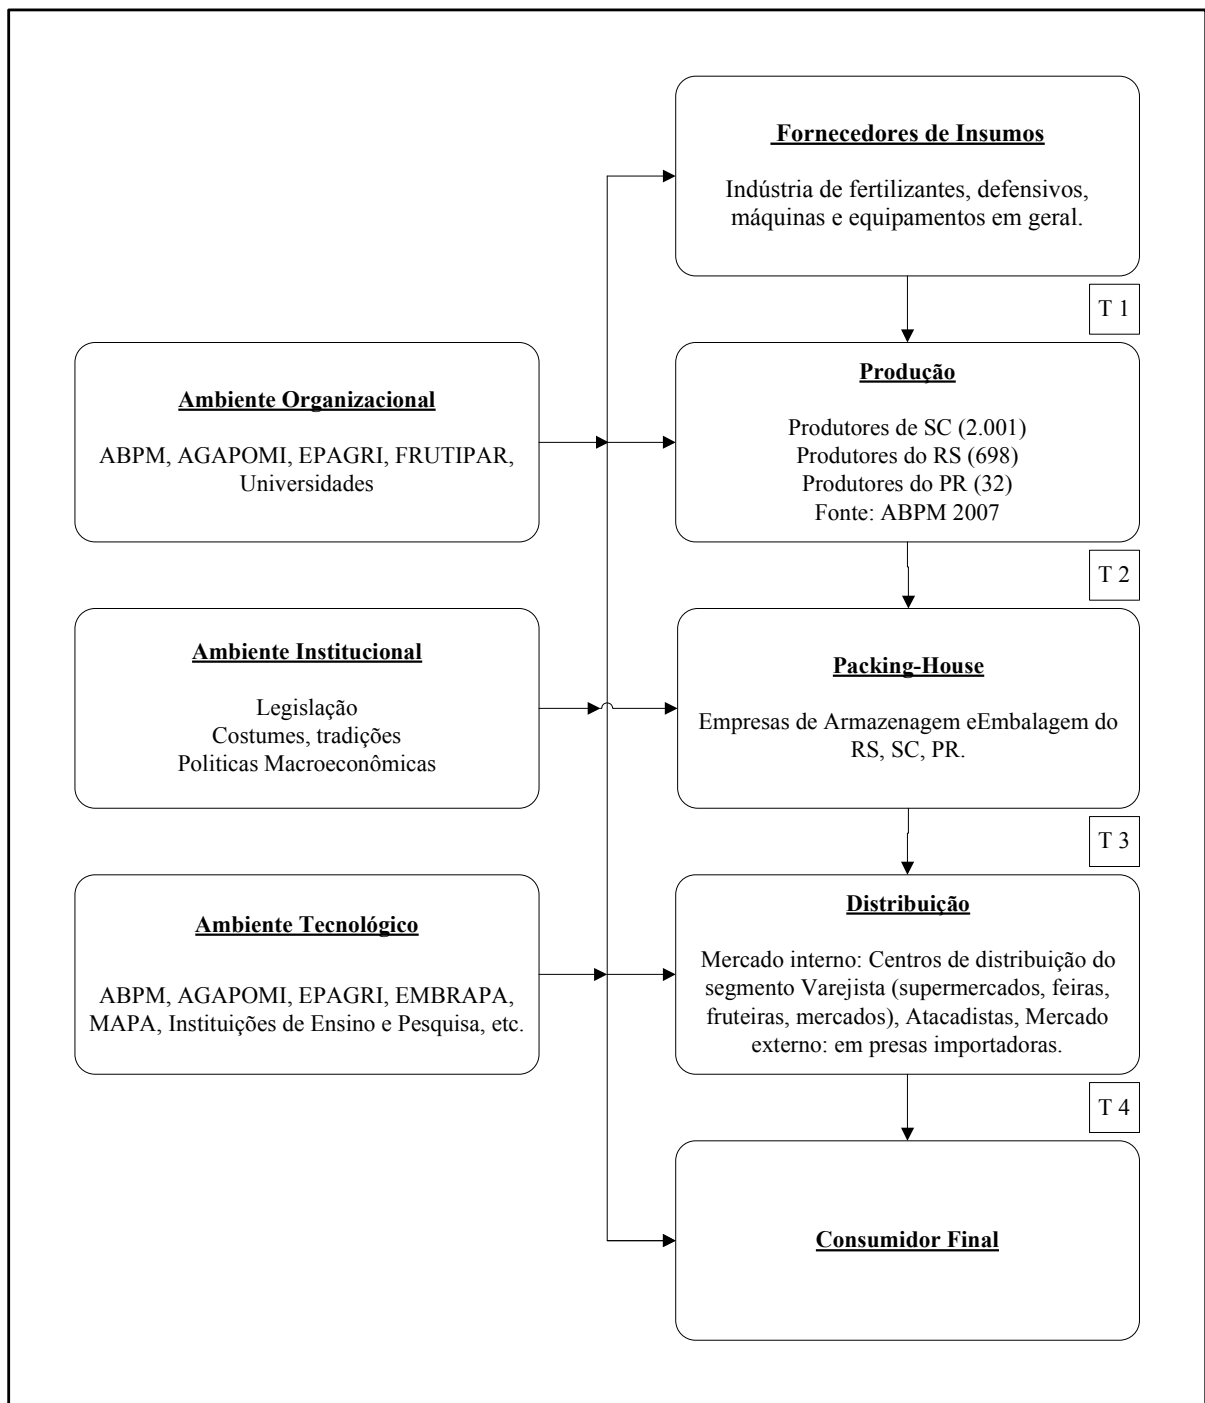 Fornecedores de Insumos
Indústria de fertilizantes, defensivos,
máquinas e equipamentos em geral.
T 1
Ambiente Organizacional
ABPM, AGAPOMI, EPAGRI, FRUTIPAR,
Universidades
Produção
Produtores de SC (2.001)
Produtores do RS (698)
Produtores do PR (32)
Fonte: ABPM 2007
T 2
Ambiente Institucional
Legislação
Costumes, tradições
Politicas Macroeconômicas
Packing-House
Empresas de Armazenagem eEmbalagem do
RS, SC, PR.
T 3
Ambiente Tecnológico
ABPM, AGAPOMI, EPAGRI, EMBRAPA,
MAPA, Instituições de Ensino e Pesquisa, etc.
Distribuição
Mercado interno: Centros de distribuição do
segmento Varejista (supermercados, feiras,
fruteiras, mercados), Atacadistas, Mercado
externo: em presas importadoras.
T 4
Consumidor Final